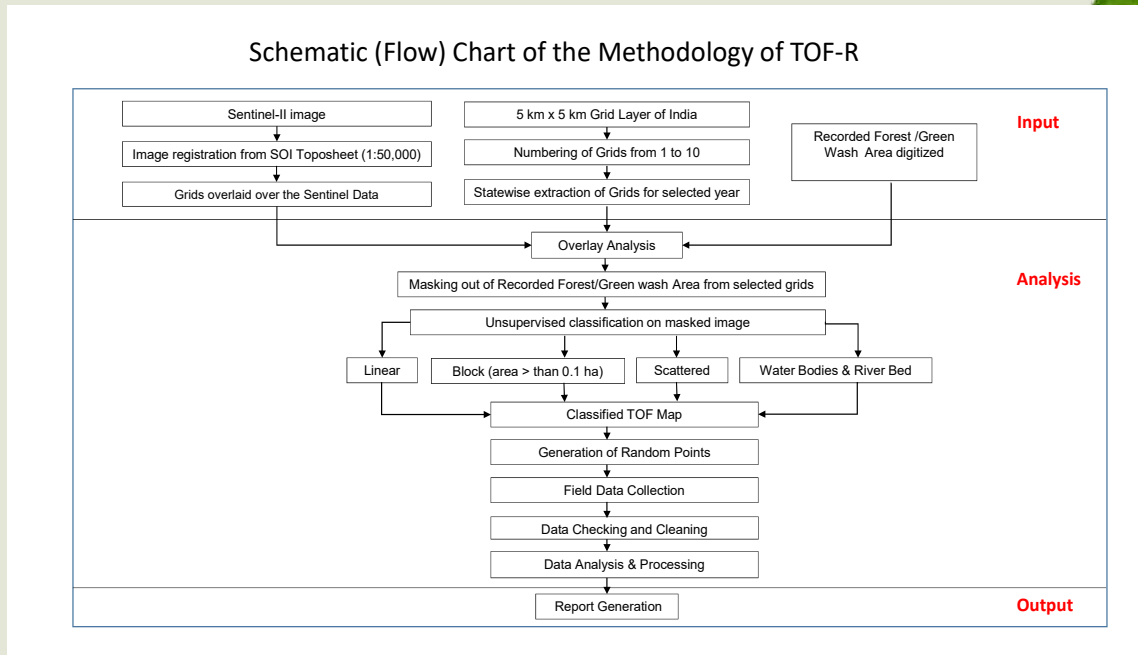 Schematic (Flow) Chart of the Methodology of TOF-R
Input
Sentinel-II image
Image registration from SOI Toposheet (1:50,000)
Grids overlaid over the Sentinel Data
5 km x 5 km Grid Layer of India
Numbering of Grids from 1 to 10
Statewise extraction of Grids for selected year
Recorded Forest /Green
Wash Area digitized
Analysis
Overlay Analysis
Masking out of Recorded Forest/Green wash Area from selected grids
Unsupervised classification on masked image
Linear
Block (area > than 0.1 ha)
Scattered
Water Bodies & River Bed
Classified TOF Map
Generation of Random Points
Field Data Collection
Data Checking and Cleaning
Data Analysis & Processing
Report Generation
Output